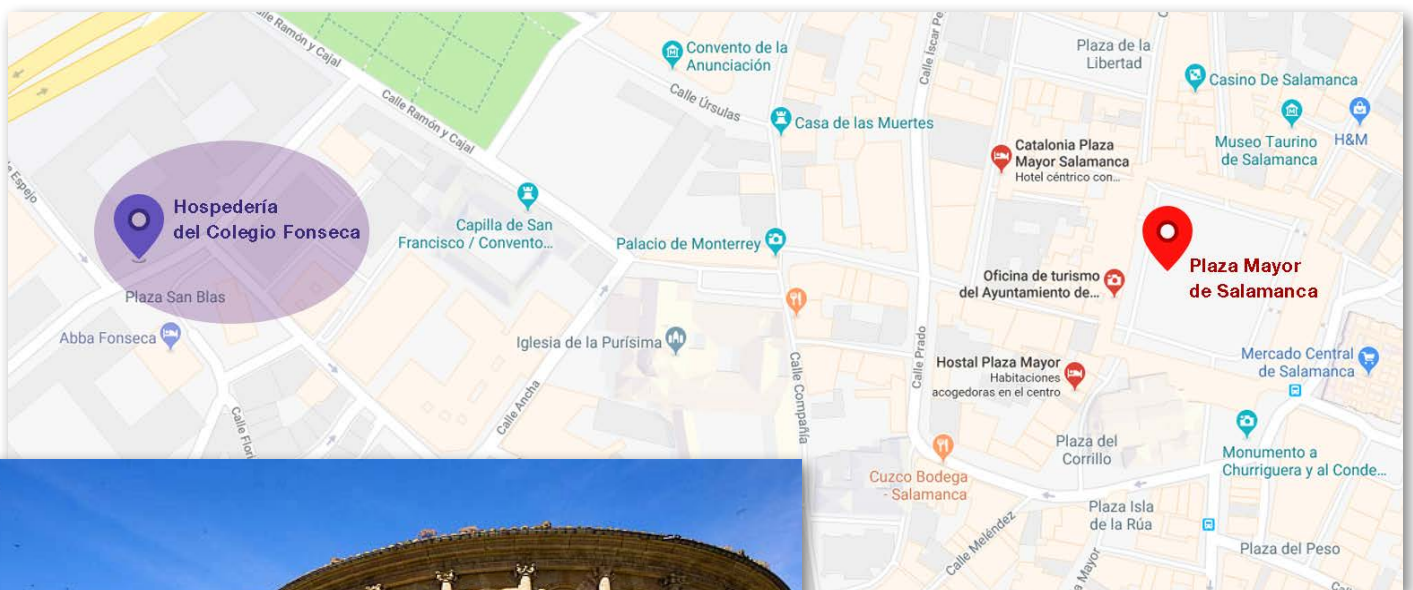 Calle Ramón y Cajal
Calle Ramón y Cajal
Convento de la
Anunciación
Calle Úrsulas
Casa de las Muertes
Plaza de la
Libertad
Casino De Salamanca
Museo Taurino
de Salamanca
H&M
Catalonia Plaza
Mayor Salamanca
Hotel céntrico con...
Espejo
Hospedería
del Colegio Fonseca
Capilla de San
Francisco / Convento...
Palacio de Monterrey
Oficina de turismo
del Ayuntamiento de...
Plaza Mayor
de Salamanca
Plaza San Blas
Abba Fonseca
Iglesia de la Purísima
Calle Prado
Hostal Plaza Mayor
Habitaciones
acogedoras en el centro
Mercado Central
de Salamanca
Calle Ancha
Calle Compañía
Calle
Plaza del
Corrillo
Monumento a
Churriguera y al Conde...
Cuzco Bodega
- Salamanca
Plaza Isla
de la Rúa
Calle Meléndez
Plaza del Peso
Mayor